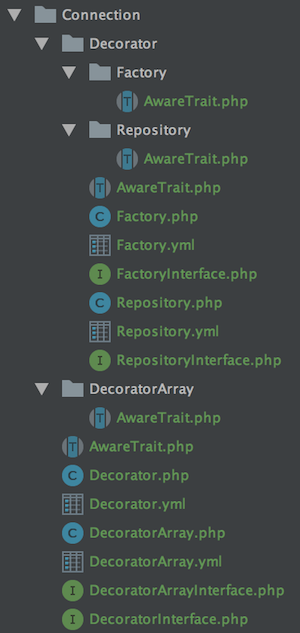 Connection
Decorator
Factory
AwareTrait.php
Repository
AwareTrait.php
AwareTrait.php
Factory.php
Factory.yml
FactoryInterface.php
Repository.php
Repository.yml
RepositoryInterface.php
DecoratorArray
AwareTrait.php
AwareTrait.php
Decorator.php
Decorator.yml
DecoratorArray.php
DecoratorArray.yml
DecoratorArrayInterface.php
DecoratorInterface.php